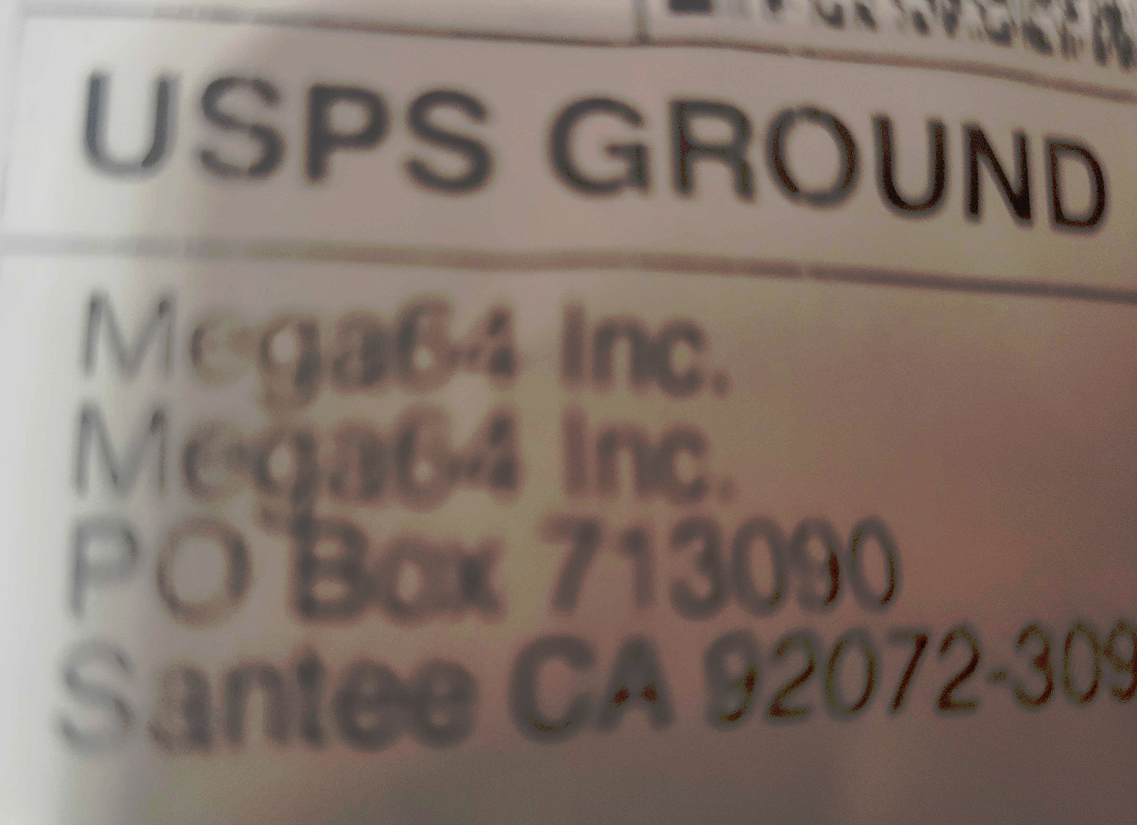 USPS GROUND
Mega64 Inc.
Mega64 Inc.
PO Box 713090
Santee CA 92072-309